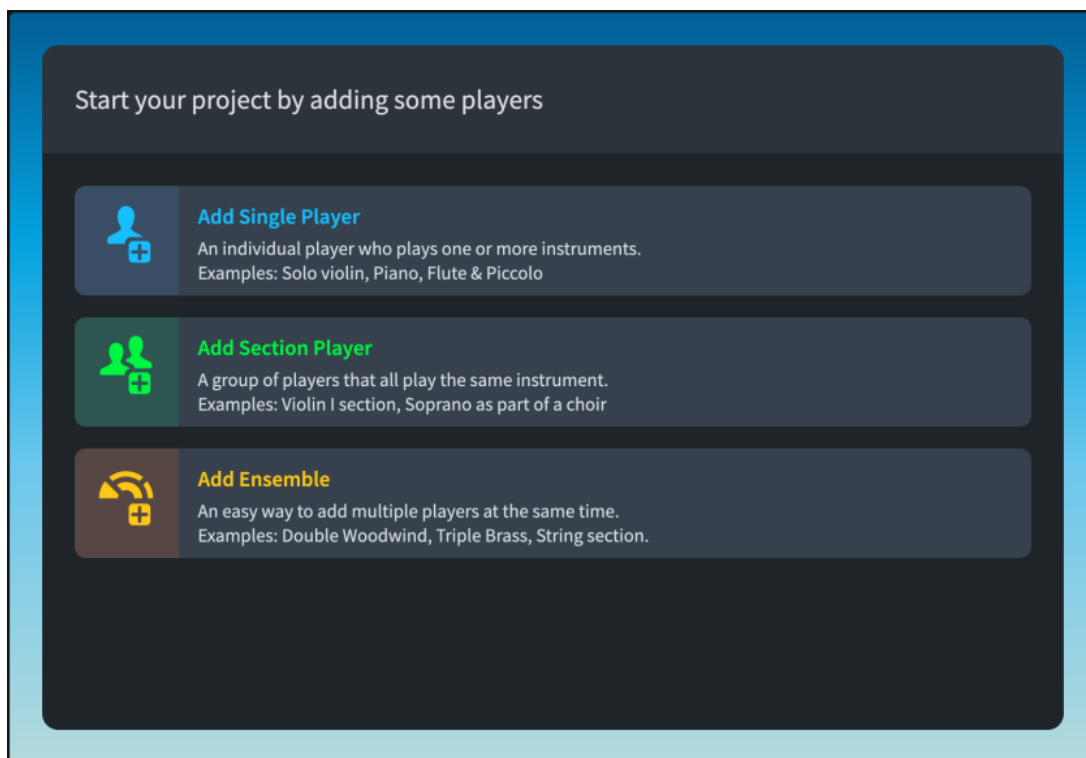 Start your project by adding some players
Add Single Player
An individual player who plays one or more instruments.
Examples: Solo violin, Piano, Flute & Piccolo
Add Section Player
A group of players that all play the same instrument.
Examples: Violin I section, Soprano as part of a choir
Add Ensemble
An easy way to add multiple players at the same time.
Examples: Double Woodwind, Triple Brass, String section.